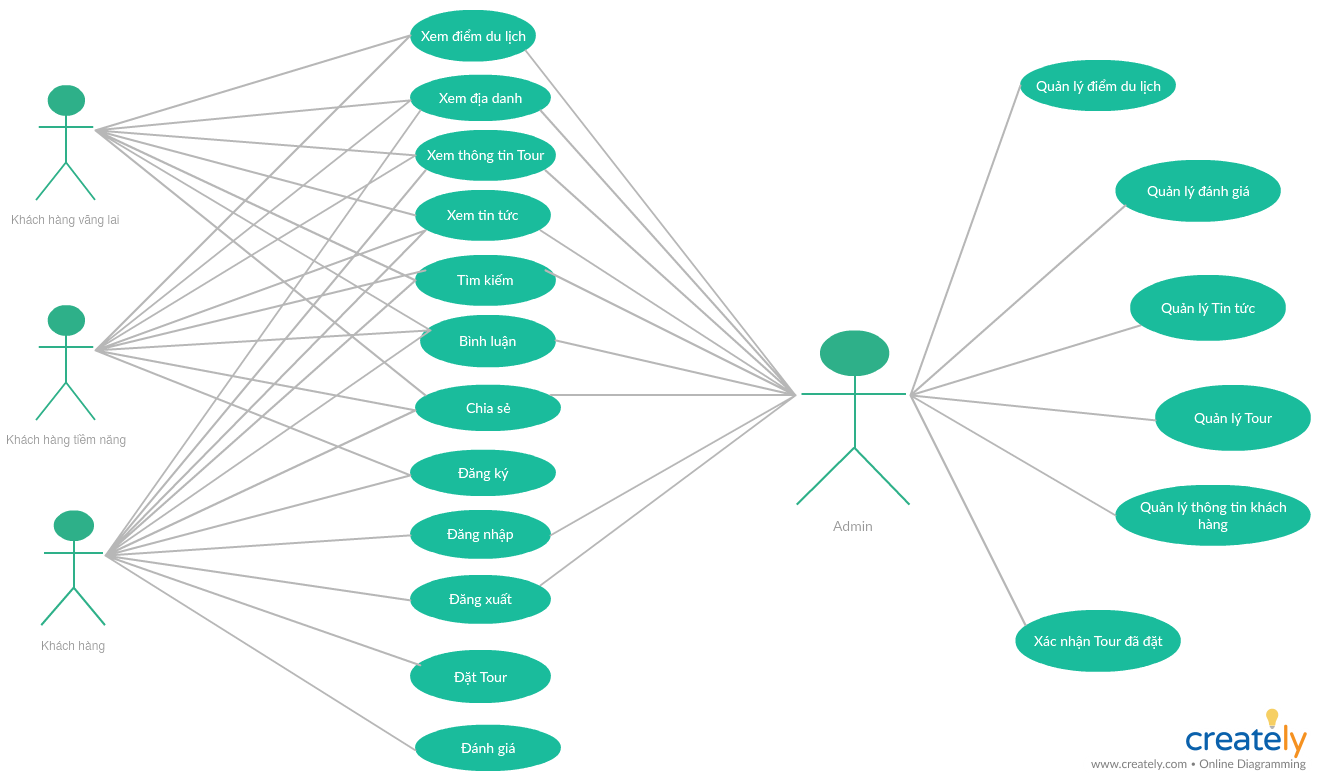 Xem điểm du lịch
Xem địa danh
Xem thông tin Tour
Xem tin tức
Tìm kiếm
Bình luận
Chia sẻ
Đăng ký
Đăng nhập
Đăng xuất
Đặt Tour
Đánh giá
Khách hàng vãng lai
Khách hàng tiềm năng
Khách hàng
Admin
Quản lý điểm du lịch
Quản lý đánh giá
Quản lý Tin tức
Quản lý Tour
Quản lý thông tin khách
hàng
Xác nhận Tour đã đặt
creately
www.creately.com • Online Diagramming